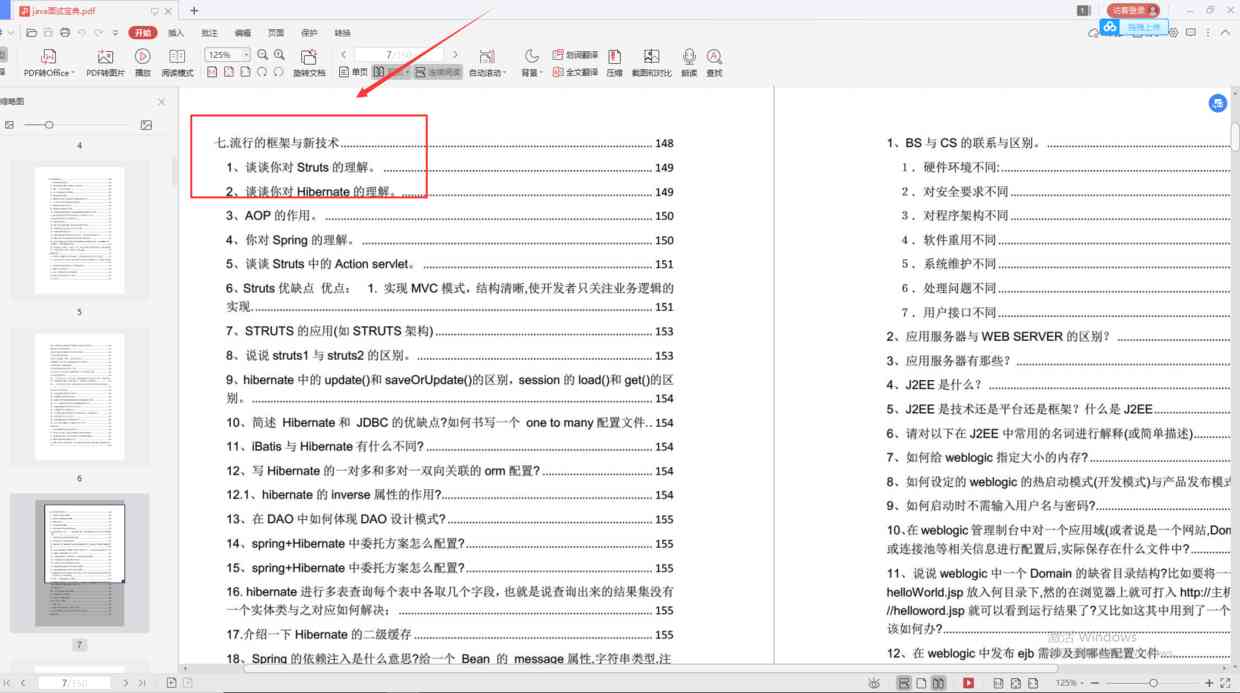 java面试宝典.pdf
访客登录
开始 插入 批注 编辑 页面 保护 转换
拖拽上传
PDF转Office PDF转图片 播放 阅读模式 125% 旋转文档 单页 连续阅读 自动滚动 背景 划词翻译 全文翻译 压缩 截图和对比 朗读 查找
缩略图
4
5
6
7
七.流行的框架与新技术 148
1、谈谈你对 Struts 的理解。 149
2、谈谈你对 Hibernate 的理解。 149
3、AOP 的作用。 150
4、你对 Spring 的理解。 150
5、谈谈 Struts 中的 Action servlet。 151
6、Struts 优缺点 优点： 1. 实现 MVC 模式，结构清晰,使开发者只关注业务逻辑的
实现. 151
7、STRUTS 的应用(如 STRUTS 架构) 153
8、说说 struts1 与 struts2 的区别。 153
9、hibernate 中的 update()和 saveOrUpdate()的区别，session 的 load()和 get()的区
别。 154
10、简述 Hibernate 和 JDBC 的优缺点?如何书写一个 one to many 配置文件.. 154
11、iBatis 与 Hibernate 有什么不同? 154
12、写 Hibernate 的一对多和多对一双向关联的 orm 配置? 154
12.1、hibernate 的 inverse 属性的作用? 154
13、在 DAO 中如何体现 DAO 设计模式? 155
14、spring+Hibernate 中委托方案怎么配置? 155
15、spring+Hibernate 中委托方案怎么配置? 155
16. hibernate 进行多表查询每个表中各取几个字段，也就是说查询出来的结果集没有
一个实体类与之对应如何解决； 155
17.介绍一下 Hibernate 的二级缓存 155
18、Spring 的依赖注入是什么意思?给一个 Bean 的 message 属性,字符串类型,注
1、BS 与 CS 的联系与区别。
1．硬件环境不同:
2．对安全要求不同
3．对程序架构不同
4．软件重用不同
5．系统维护不同
6．处理问题不同
7．用户接口不同
2、应用服务器与 WEB SERVER 的区别？
3、应用服务器有那些？
4、J2EE 是什么？
5、J2EE 是技术还是平台还是框架？什么是 J2EE
6、请对以下在 J2EE 中常用的名词进行解释(或简单描述)
7、如何给 weblogic 指定大小的内存?
8、如何设定的 weblogic 的热启动模式(开发模式)与产品发布模式
9、如何启动时不需输入用户名与密码?
10、在 weblogic 管理制台中对一个应用域(或者说是一个网站,Dom
或连接池等相关信息进行配置后,实际保存在什么文件中?
11、说说 weblogic 中一个 Domain 的缺省目录结构?比如要将一
helloWorld.jsp 放入何目录下,然的在浏览器上就可打入 http://主机
//helloword.jsp 就可以看到运行结果了?又比如这其中用到了一个
该如何办?
12、在 weblogic 中发布 ejb 需涉及到哪些配置文件
激活 Windows
7/150 125%